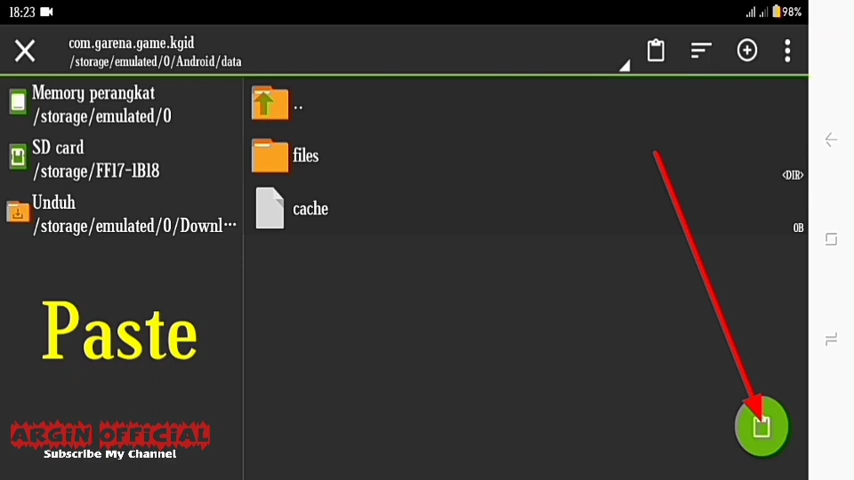 18:23
98%
com.garena.game.kgid
/storage/emulated/0/Android/data
Memory perangkat
/storage/emulated/0
SD card
/storage/FF17-1B18
Unduh
/storage/emulated/0/Downl…
..
files
<DIR>
cache
0B
Paste
ARGIN OFFICIAL
Subscribe My Channel